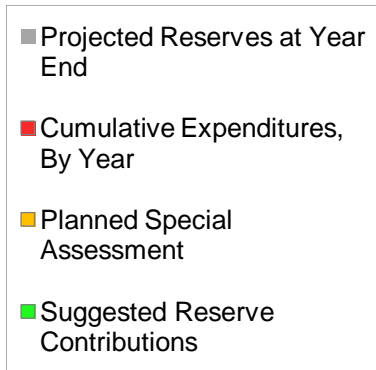 Projected Reserves at Year
End
Cumulative Expenditures,
By Year
Planned Special
Assessment
Suggested Reserve
Contributions